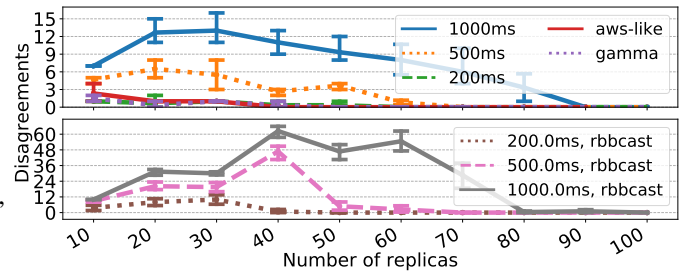 15
12
9
6
3
0
1000ms
500ms
200ms
aws-like
gamma
Disagreements
60
48
36
24
12
0
200.0ms, rbbcast
500.0ms, rbbcast
1000.0ms, rbbcast
,
10 20 30 40 50 60 70 80 90 100
Number of replicas